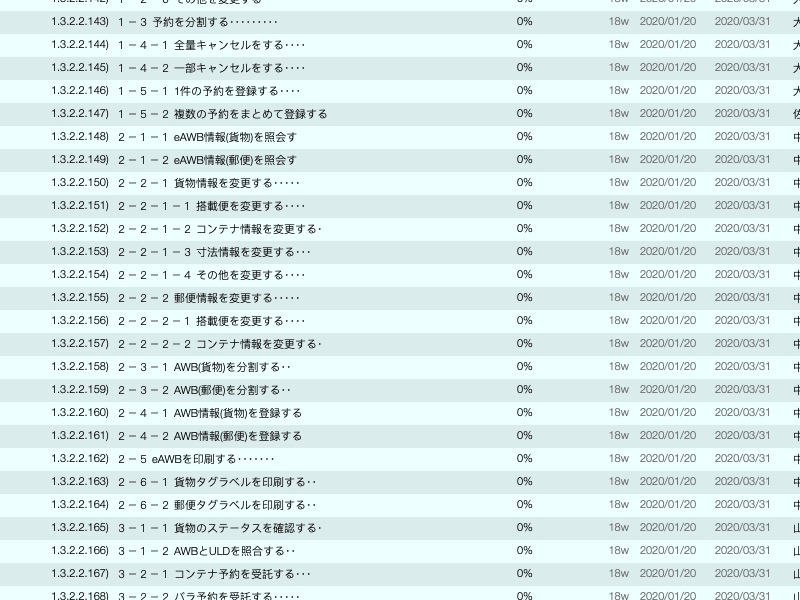 1.3.2.2.142) １－２－６ その他を変更する
1.3.2.2.143) １－３ 予約を分割する･････････ 0% 18w 2020/01/20 2020/03/31
1.3.2.2.144) １－４－１ 全量キャンセルをする････ 0% 18w 2020/01/20 2020/03/31 大
1.3.2.2.145) １－４－２ 一部キャンセルをする････ 0% 18w 2020/01/20 2020/03/31 大
1.3.2.2.146) １－５－１ 1件の予約を登録する････ 0% 18w 2020/01/20 2020/03/31 大
1.3.2.2.147) １－５－２ 複数の予約をまとめて登録する 0% 18w 2020/01/20 2020/03/31 佐
1.3.2.2.148) ２－１－１ eAWB情報(貨物)を照会す 0% 18w 2020/01/20 2020/03/31 中
1.3.2.2.149) ２－１－２ eAWB情報(郵便)を照会す 0% 18w 2020/01/20 2020/03/31 中
1.3.2.2.150) ２－２－１ 貨物情報を変更する･････ 0% 18w 2020/01/20 2020/03/31 中
1.3.2.2.151) ２－２－１－１ 搭載便を変更する････ 0% 18w 2020/01/20 2020/03/31 中
1.3.2.2.152) ２－２－１－２ コンテナ情報を変更する･ 0% 18w 2020/01/20 2020/03/31 中
1.3.2.2.153) ２－２－１－３ 寸法情報を変更する･･･ 0% 18w 2020/01/20 2020/03/31 中
1.3.2.2.154) ２－２－１－４ その他を変更する････ 0% 18w 2020/01/20 2020/03/31 中
1.3.2.2.155) ２－２－２ 郵便情報を変更する･････ 0% 18w 2020/01/20 2020/03/31 中
1.3.2.2.156) ２－２－２－１ 搭載便を変更する････ 0% 18w 2020/01/20 2020/03/31 中
1.3.2.2.157) ２－２－２－２ コンテナ情報を変更する･ 0% 18w 2020/01/20 2020/03/31 中
1.3.2.2.158) ２－３－１ AWB(貨物)を分割する･･ 0% 18w 2020/01/20 2020/03/31 中
1.3.2.2.159) ２－３－２ AWB(郵便)を分割する･･ 0% 18w 2020/01/20 2020/03/31 中
1.3.2.2.160) ２－４－１ AWB情報(貨物)を登録する 0% 18w 2020/01/20 2020/03/31 中
1.3.2.2.161) ２－４－２ AWB情報(郵便)を登録する 0% 18w 2020/01/20 2020/03/31 中
1.3.2.2.162) ２－５ eAWBを印刷する･･･････ 0% 18w 2020/01/20 2020/03/31 中
1.3.2.2.163) ２－６－１ 貨物タグラベルを印刷する･･ 0% 18w 2020/01/20 2020/03/31 中
1.3.2.2.164) ２－６－２ 郵便タグラベルを印刷する･･ 0% 18w 2020/01/20 2020/03/31 中
1.3.2.2.165) ３－１－１ 貨物のステータスを確認する･ 0% 18w 2020/01/20 2020/03/31 山
1.3.2.2.166) ３－１－２ AWBとULDを照合する･･ 0% 18w 2020/01/20 2020/03/31 山
1.3.2.2.167) ３－２－１ コンテナ予約を受託する･･･ 0% 18w 2020/01/20 2020/03/31 山
1.3.2.2.168) ３－２－２ バラ予約を受託する･････ 0% 18w 2020/01/20 2020/03/31